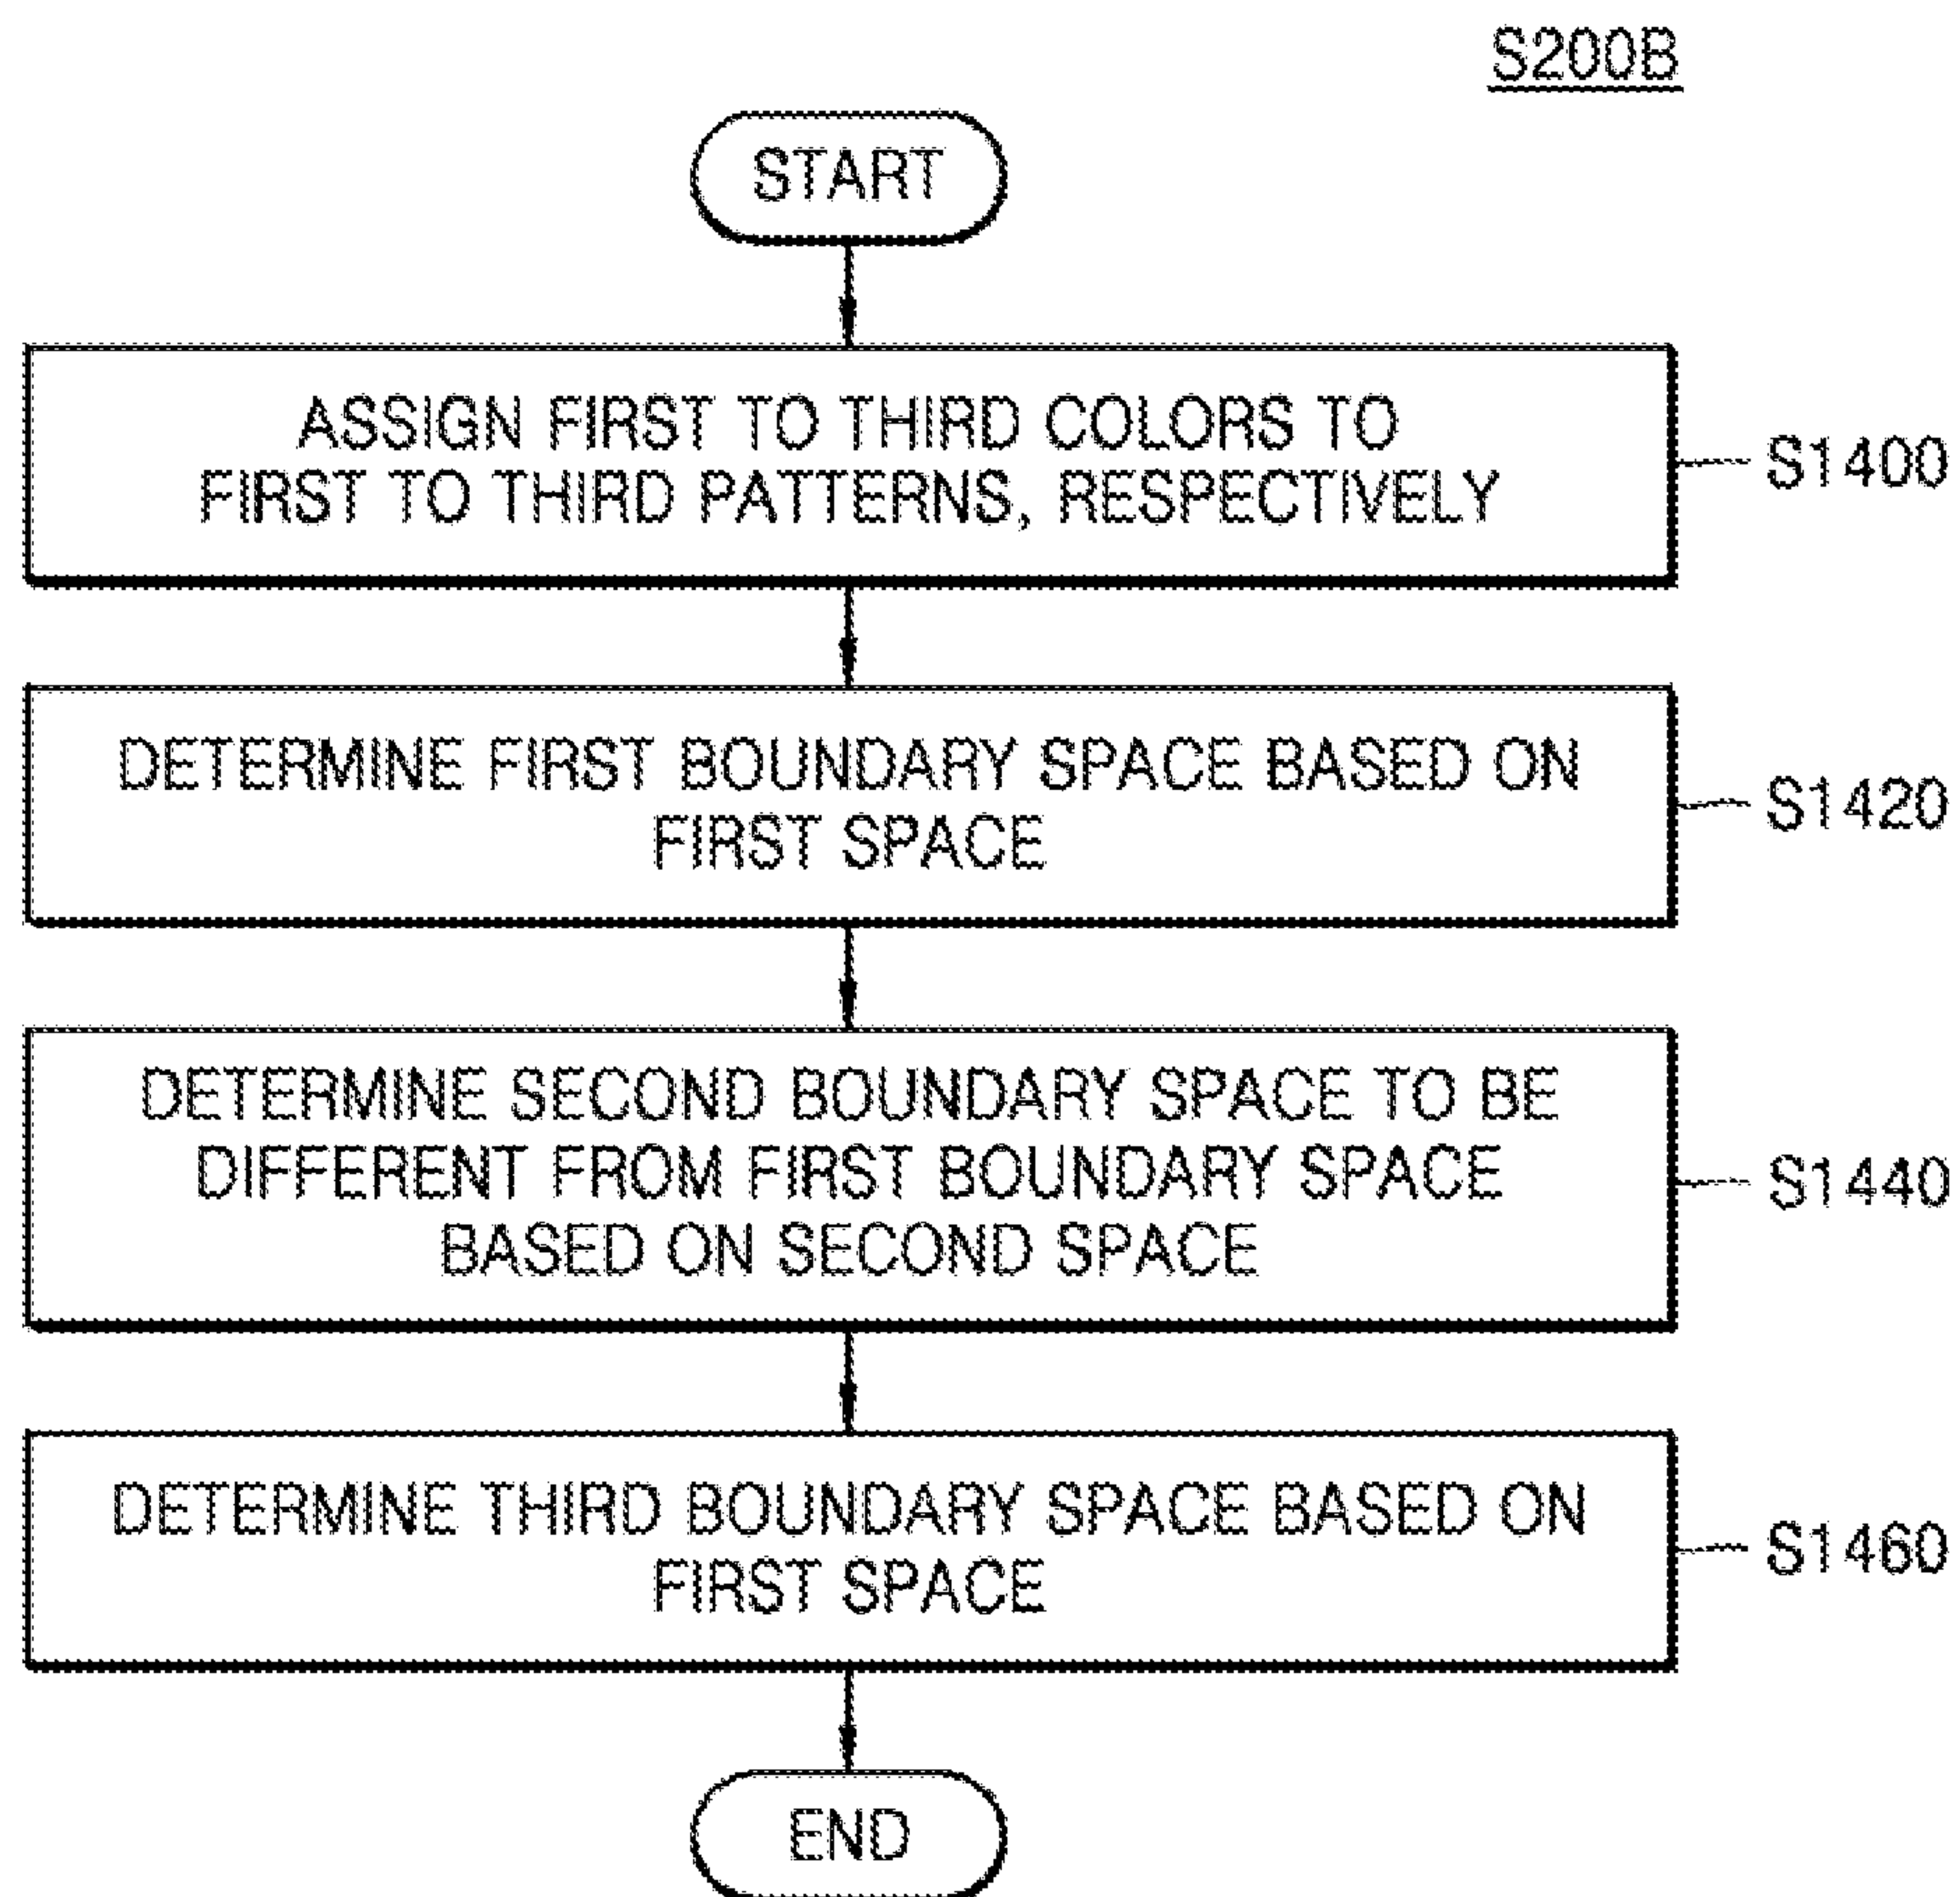 S200B
START
ASSIGN FIRST TO THIRD COLORS TO
FIRST TO THIRD PATTERNS, RESPECTIVELY
S1400
DETERMINE FIRST BOUNDARY SPACE BASED ON
FIRST SPACE
S1420
DETERMINE SECOND BOUNDARY SPACE TO BE
DIFFERENT FROM FIRST BOUNDARY SPACE
BASED ON SECOND SPACE
S1440
DETERMINE THIRD BOUNDARY SPACE BASED ON
FIRST SPACE
S1460
END